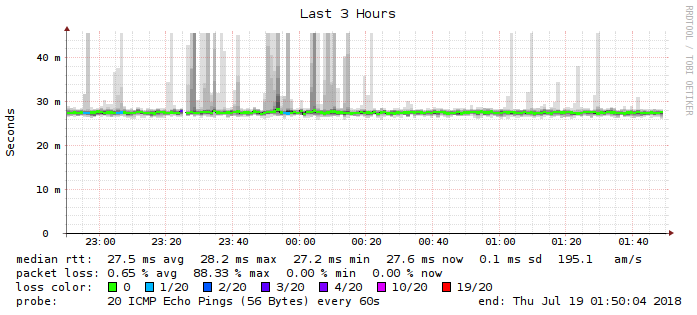 Last 3 Hours
RRDTOOL / TOBI OETIKER
Seconds
40 m
30 m
20 m
10 m
0
23:00 23:20 23:40 00:00 00:20 00:40 01:00 01:20 01:40
median rtt: 27.5 ms avg 28.2 ms max 27.2 ms min 27.6 ms now 0.1 ms sd 195.1 am/s
packet loss: 0.65 % avg 88.33 % max 0.00 % min 0.00 % now
loss color: 0 1/20 2/20 3/20 4/20 10/20 19/20
probe: 20 ICMP Echo Pings (56 Bytes) every 60s end: Thu Jul 19 01:50:04 2018